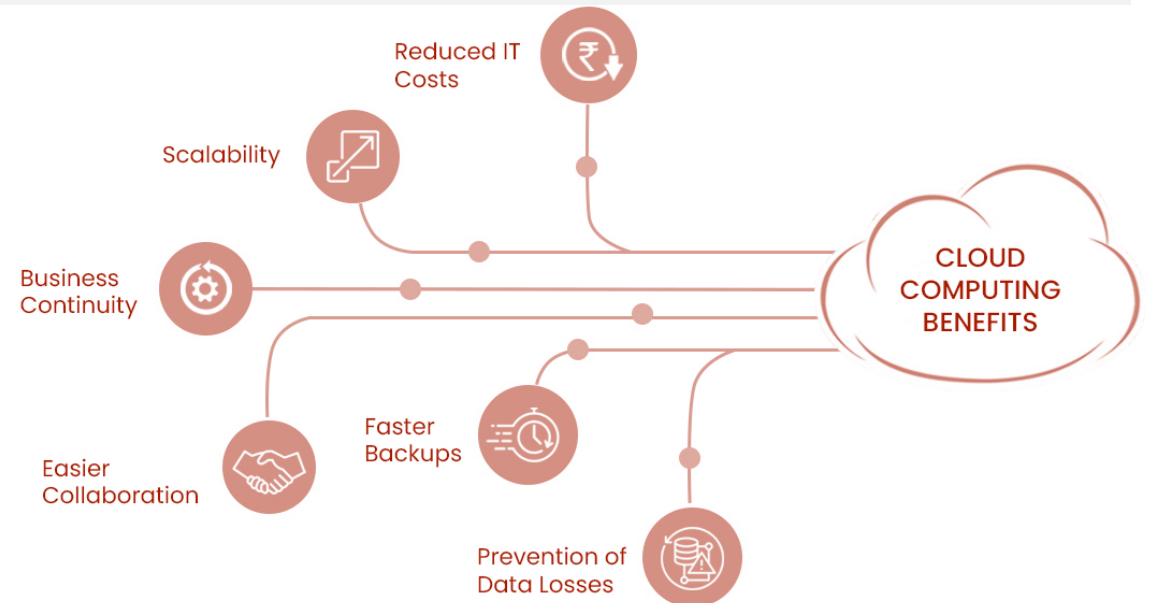 Reduced IT
Costs
Scalability
Business
Continuity
Easier
Collaboration
Faster
Backups
Prevention of
Data Losses
CLOUD
COMPUTING
BENEFITS